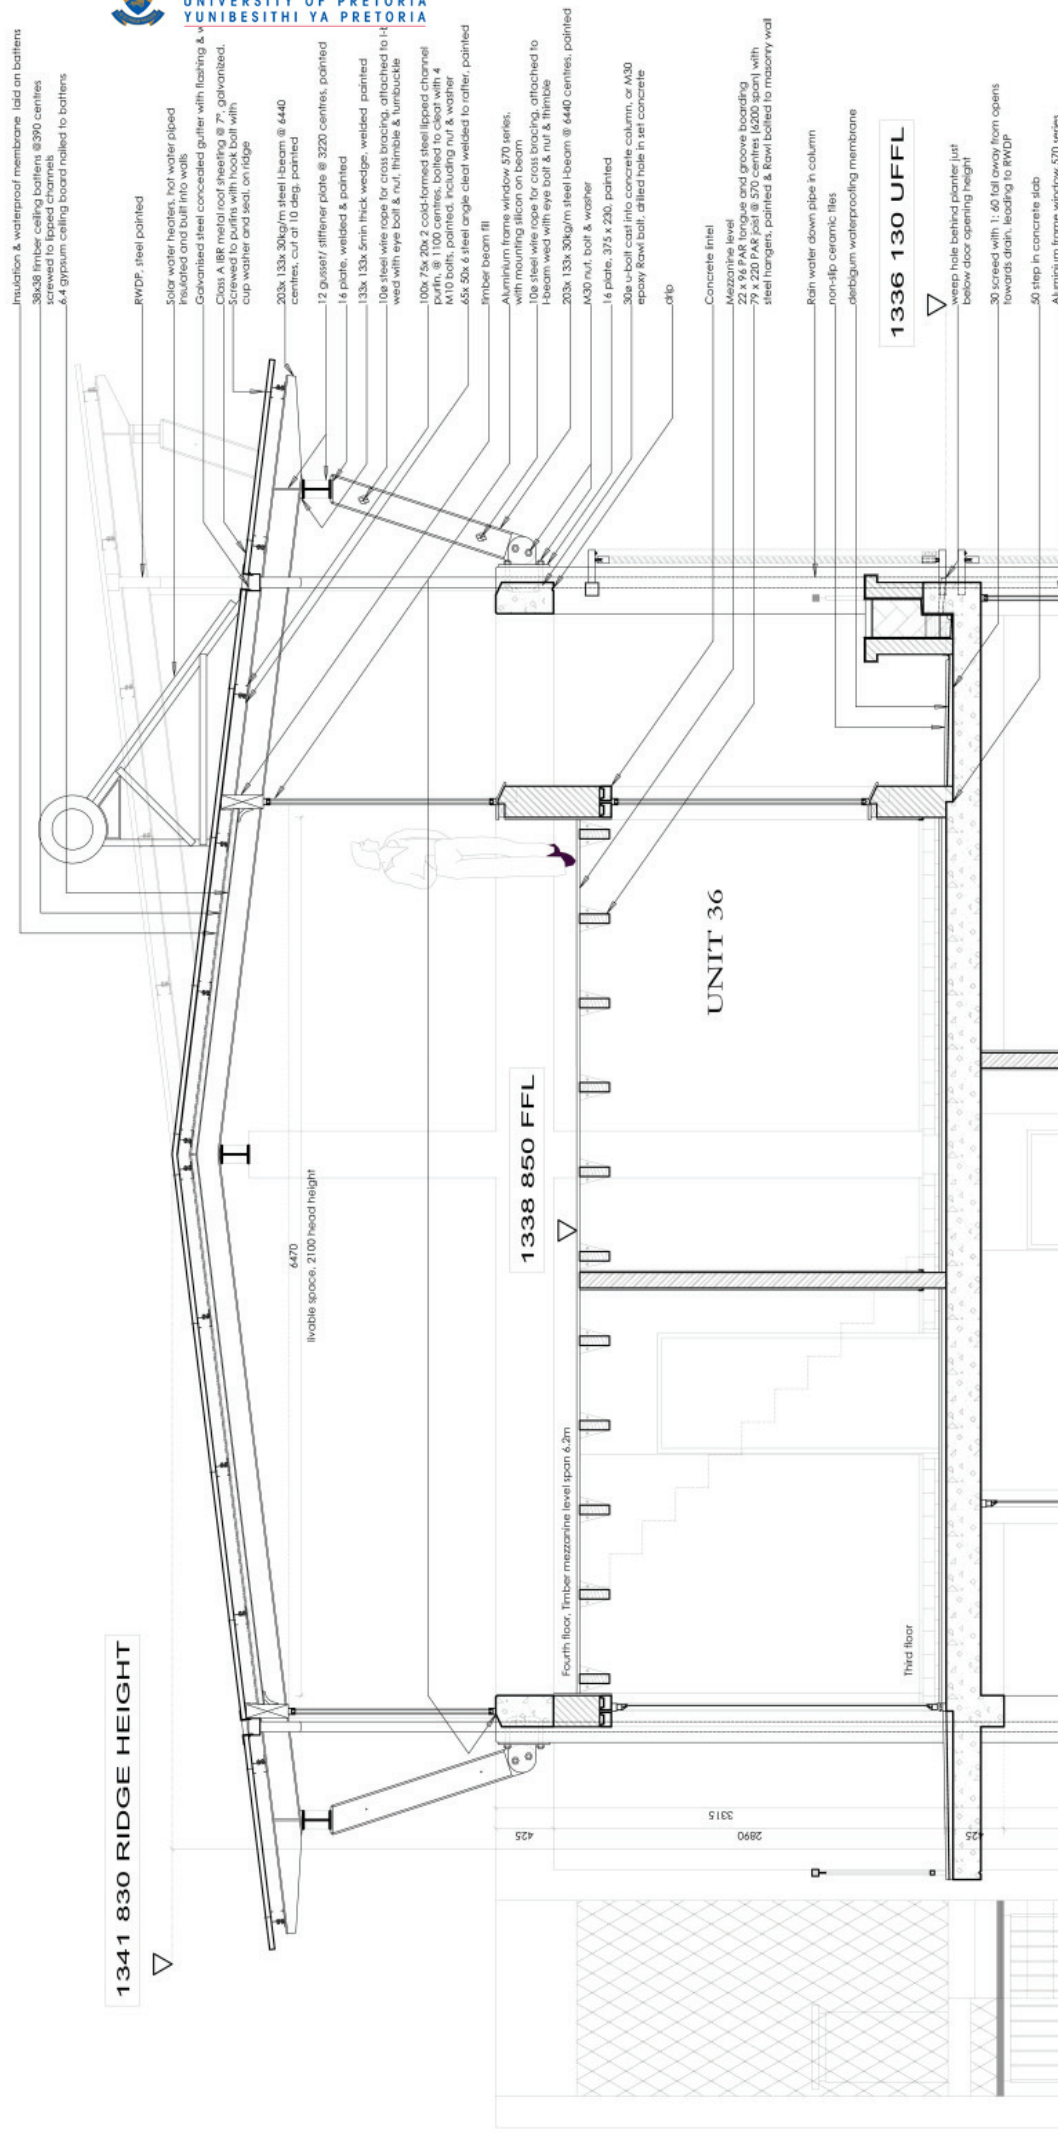 UNIVERSITY OF PRETORIA
YUNIBESITHI YA PRETORIA
Insulation & waterproof membrane laid on battens
38x38 timber ceiling battens @390 centres
screwed to lipped channels
6.4 gypsum ceiling board nailed to battens
RWDP, steel painted
Solar water heaters, hot water piped
insulated and built into walls
Galvanised steel concealed gutter with flashing &
Class A IBR metal roof sheeting @ 7°, galvanized.
Screwed to purlins with hook bolt with
cup washer and seal, on ridge
203x 133x 30kg/m steel I-beam @ 6440
centres, cut at 10 deg, painted
12 gusset/ stiffener plate @ 3220 centres, painted
16 plate, welded & painted
133x 133x 5min thick wedge, welded painted
10ø steel wire rope for cross bracing, attached to
wed with eye bolt & nut, thimble & turnbuckle
100x 75x 20x 2 cold-formed steel lipped channel
purlin, @ 1100 centres, bolted to cleat with 4
M10 bolts, painted, including nut & washer
65x 50x 6 steel angle cleat welded to rafter, painted
timber beam fill
Aluminium frame window 570 series,
with mounting silicon on beam
10ø steel wire rope for cross bracing, attached to
I-beam wed with eye bolt & nut & thimble
203x 133x 30kg/m steel I-beam @ 6440 centres, painted
M30 nut, bolt & washer
16 plate, 375 x 230, painted
30ø u-bolt cast into concrete column, or M30
epoxy Rawl bolt, drilled hole in set concrete
drip
Concrete lintel
Mezzanine level
22 x 96 PAR tongue and groove boarding
79 x 220 PAR joist @ 570 centres (6200 span) with
steel hangers, painted & Rawl bolted to masonry wall
Rain water down pipe in column
non-slip ceramic tiles
derbigum waterproofing membrane
1336 130 UFFL
weep hole behind planter just
below door opening height
30 screed with 1: 60 fall away from opens
towards drain, leading to RWDP
50 step in concrete slab
Aluminium frame window 570 series
1341 830 RIDGE HEIGHT
6470
livable space, 2100 head height
1338 850 FFL
Fourth floor, Timber mezzanine level span 6.2m
UNIT 36
Third floor
425
3315
2890
425